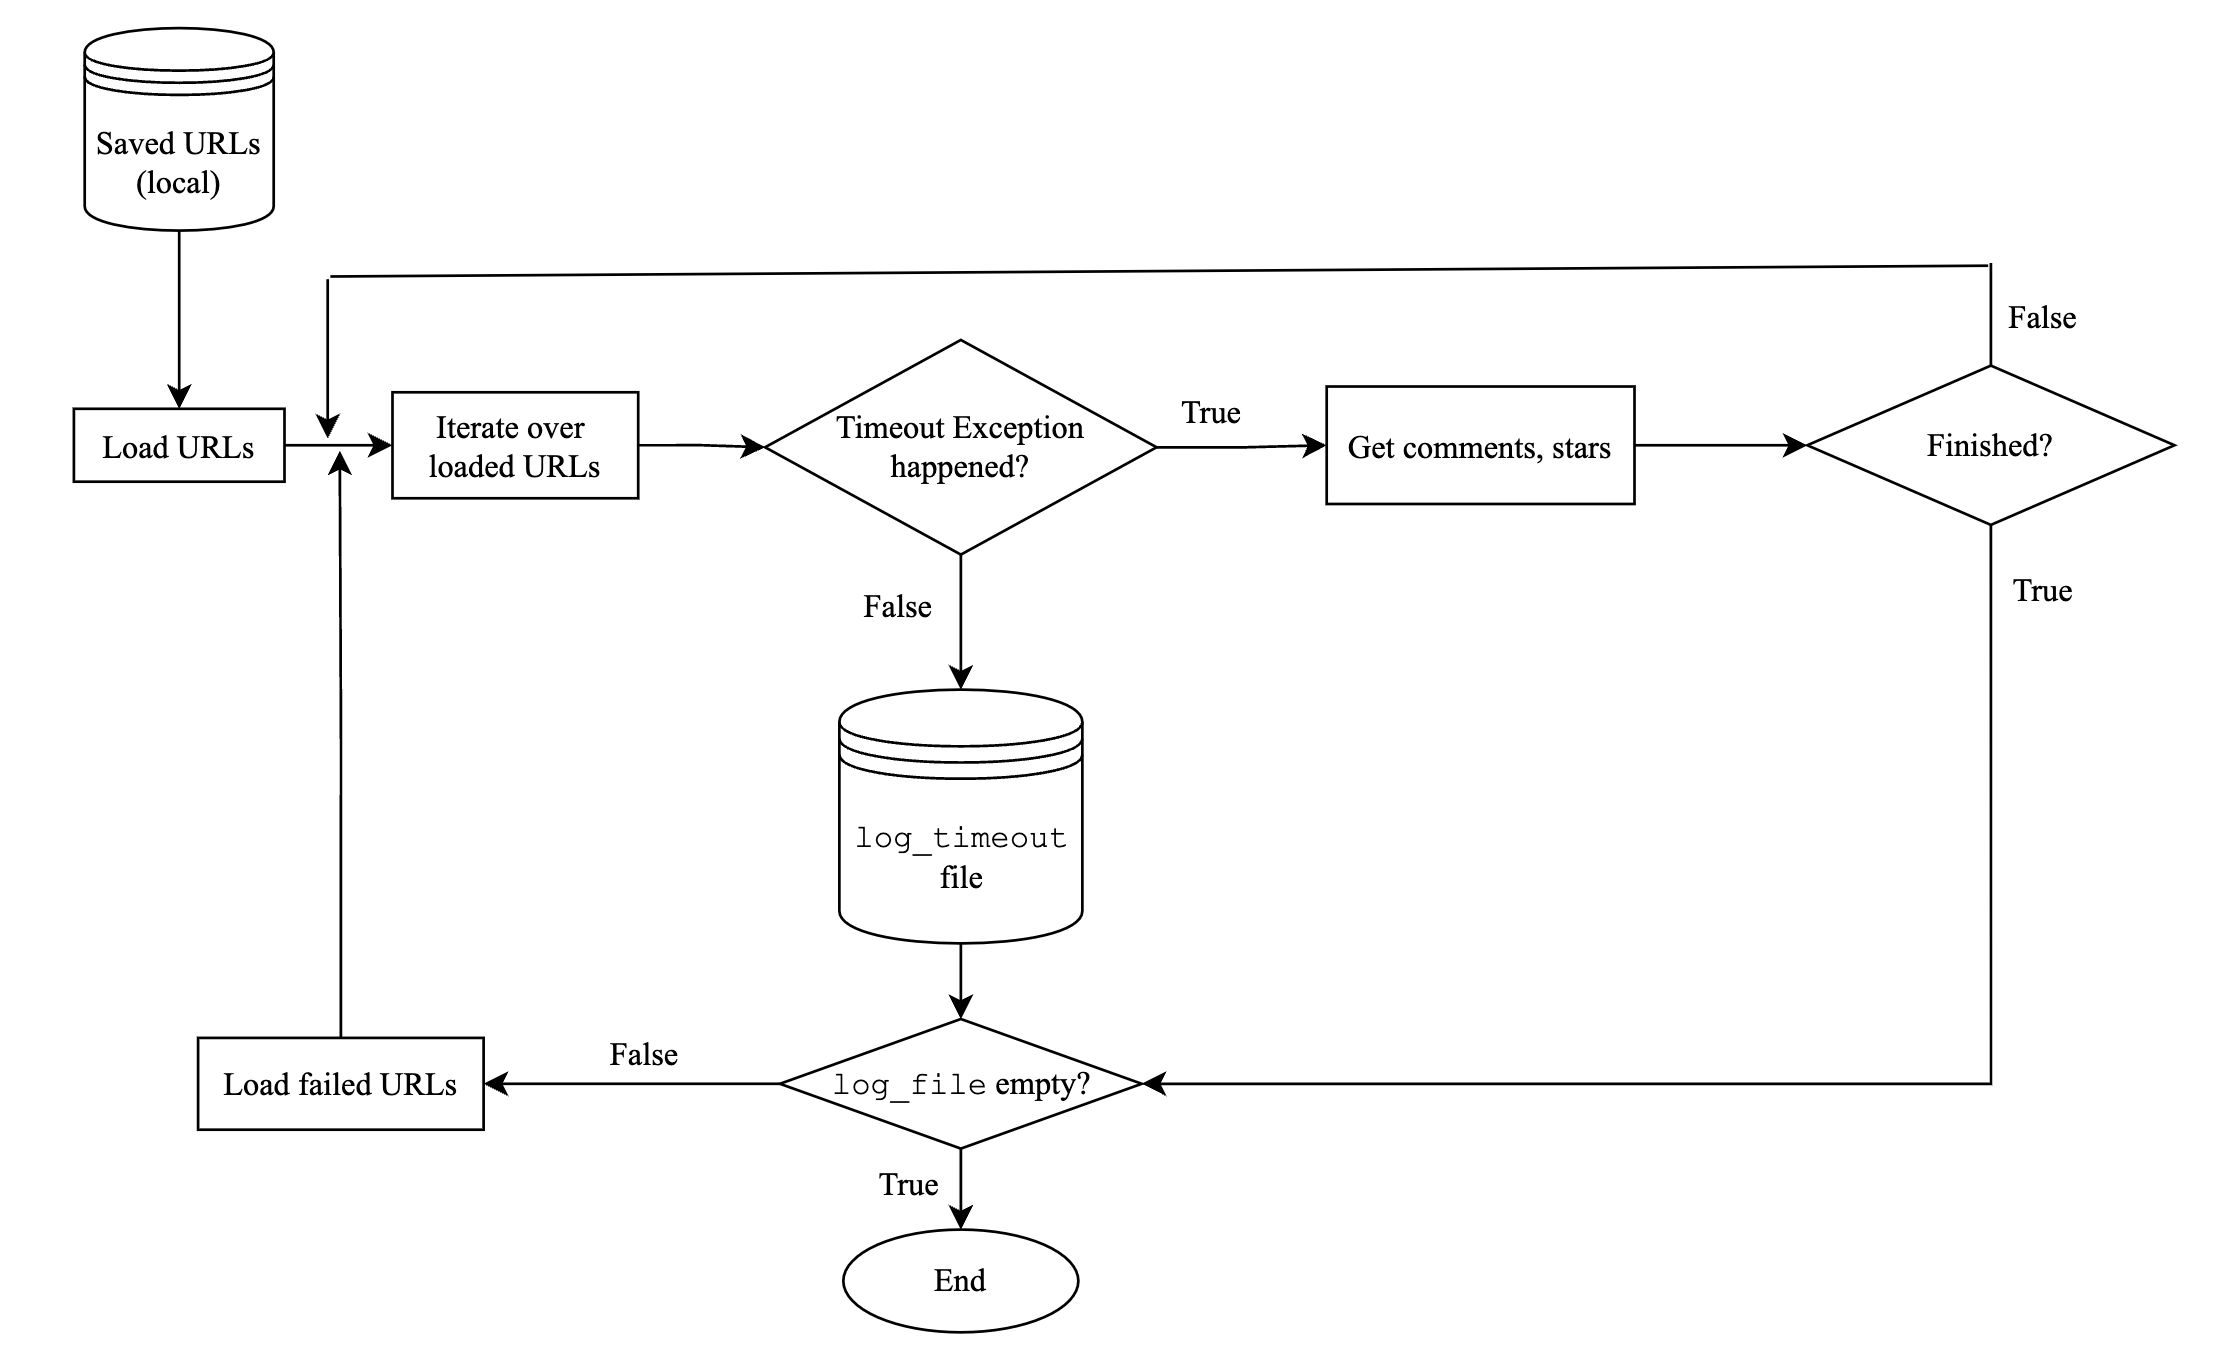 Saved URLs
(local)
False
Load URLs
Iterate over
loaded URLs
Timeout Exception
happened?
True
Get comments, stars
Finished?
False
True
log_timeout
file
Load failed URLs
False
log_file empty?
True
End